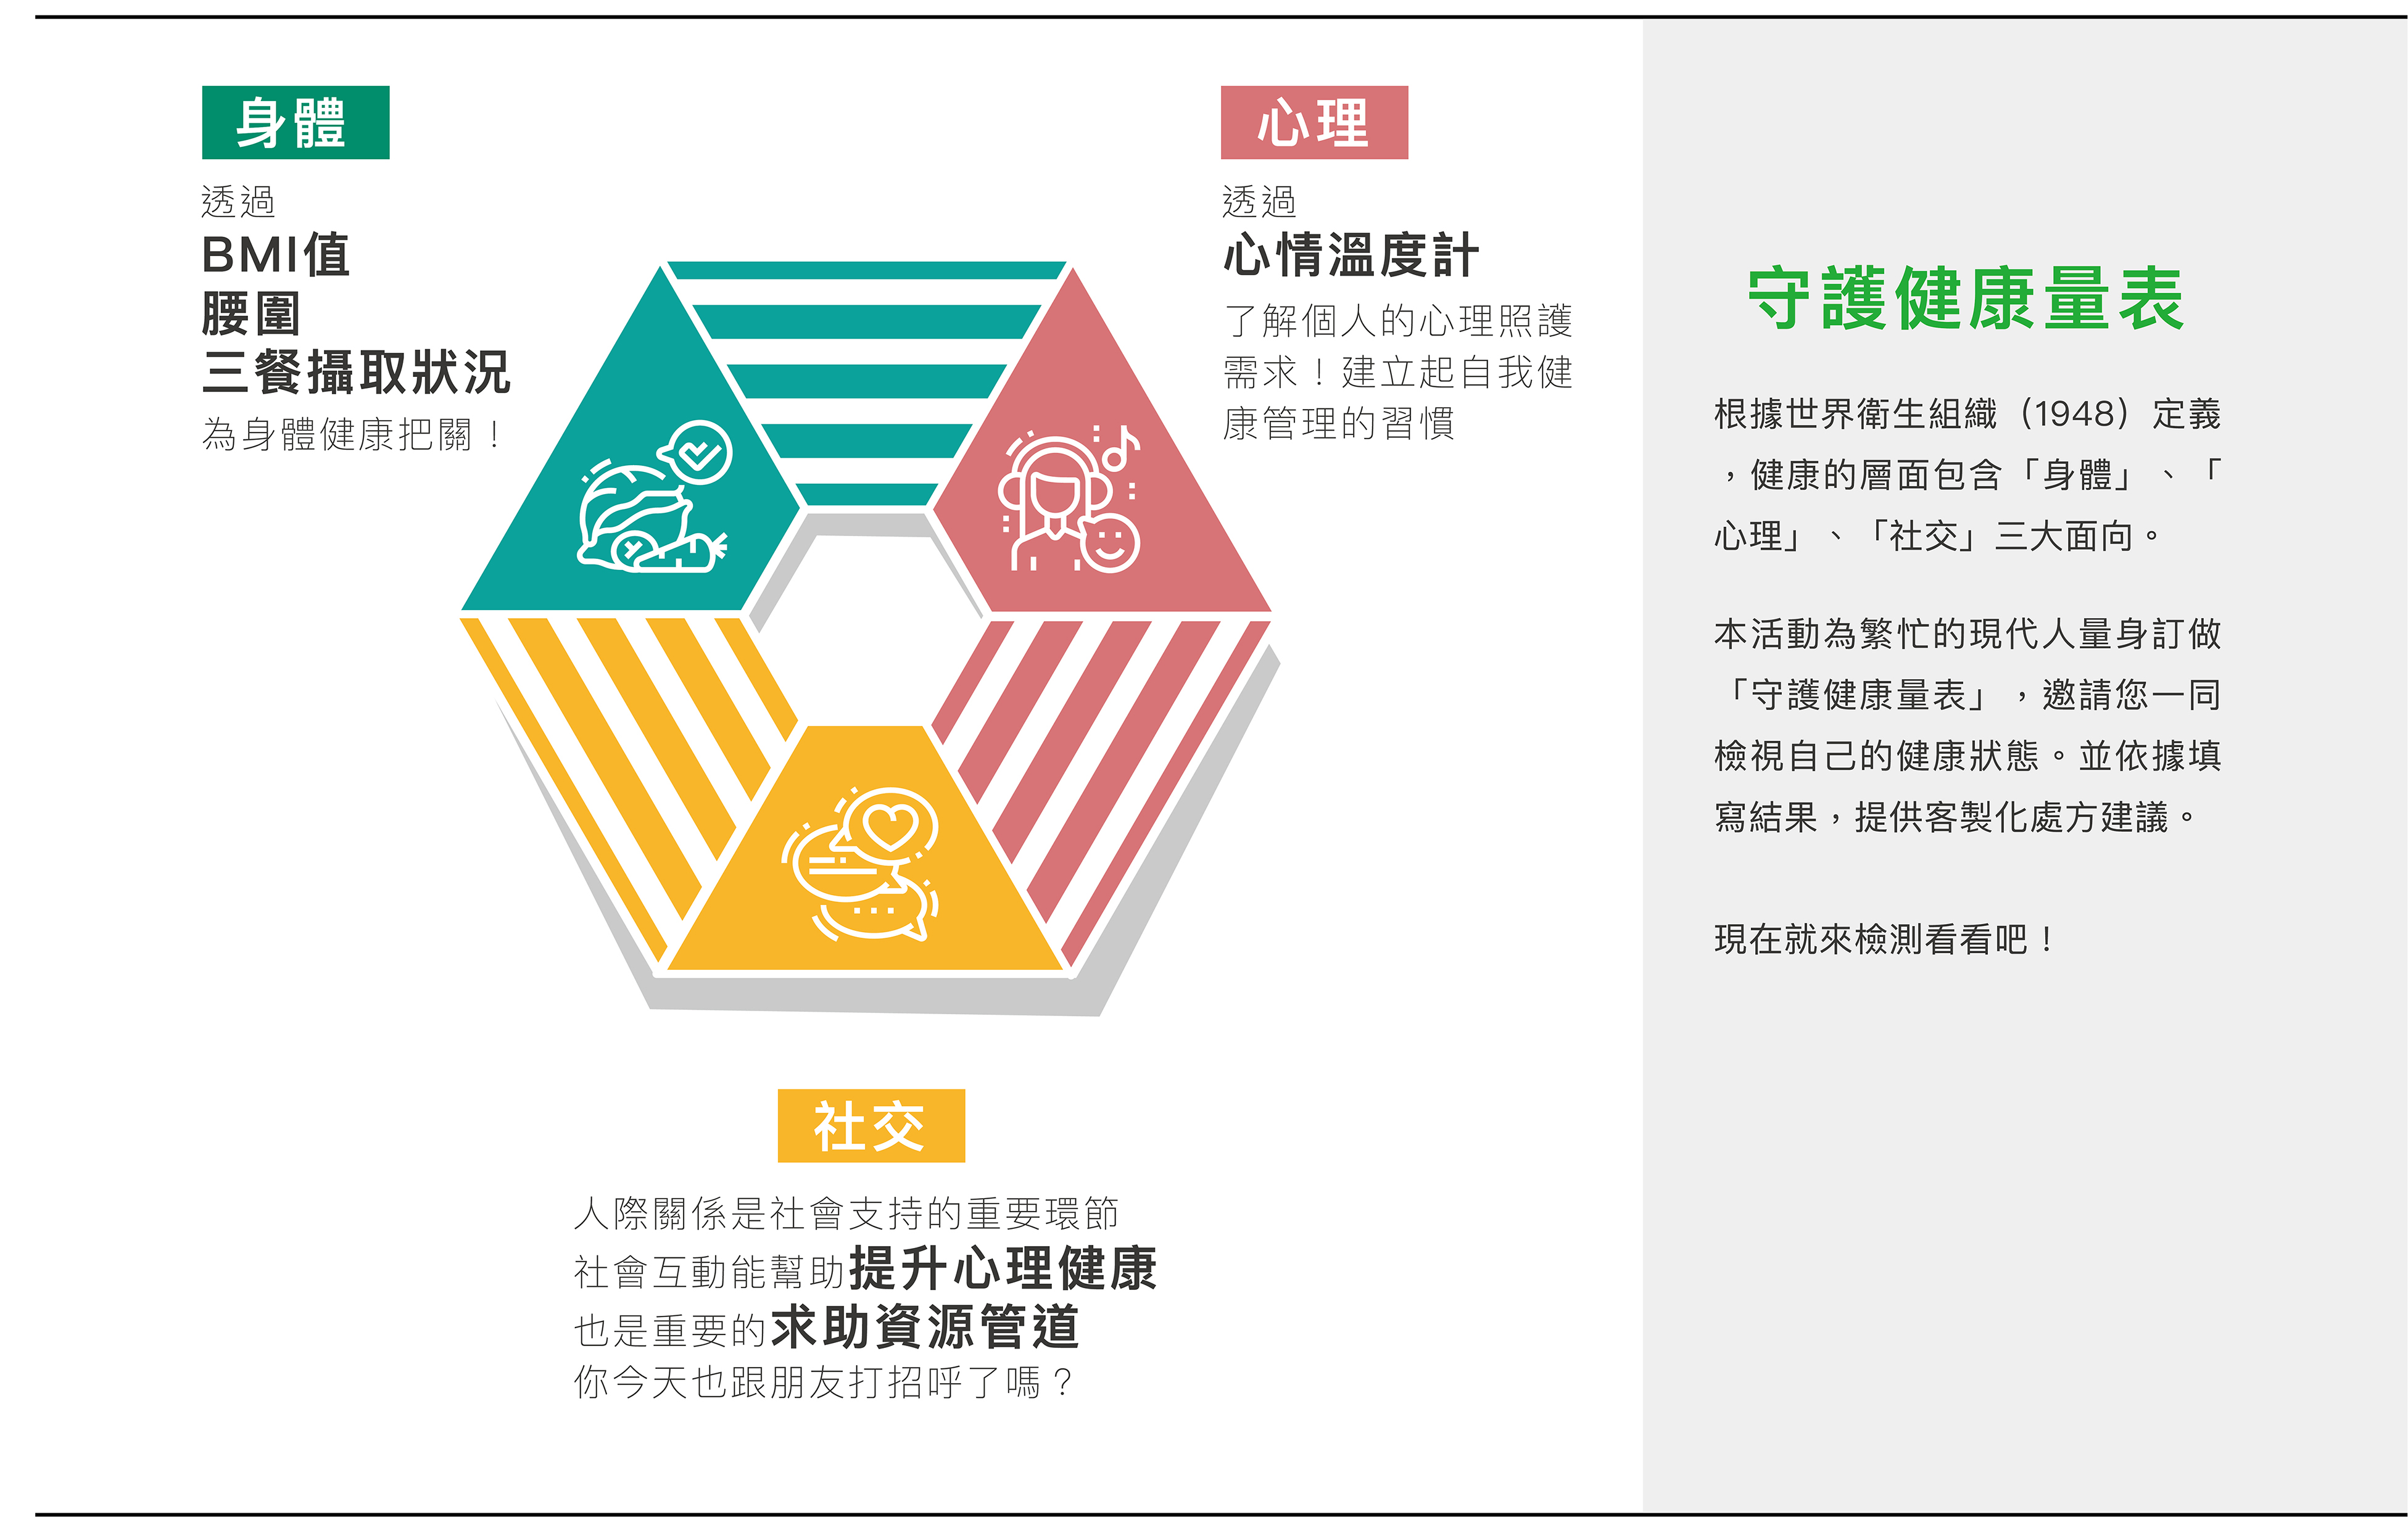 身體
透過
BMI值
腰圍
三餐攝取狀況
為身體健康把關！
心理
透過
心情溫度計
了解個人的心理照護
需求！建立起自我健
康管理的習慣
社交
人際關係是社會支持的重要環節
社會互動能幫助提升心理健康
也是重要的求助資源管道
你今天也跟朋友打招呼了嗎？
守護健康量表
根據世界衛生組織（1948）定義
，健康的層面包含「身體」、「
心理」、「社交」三大面向。
本活動為繁忙的現代人量身訂做
「守護健康量表」，邀請您一同
檢視自己的健康狀態。並依據填
寫結果，提供客製化處方建議。
現在就來檢測看看吧！